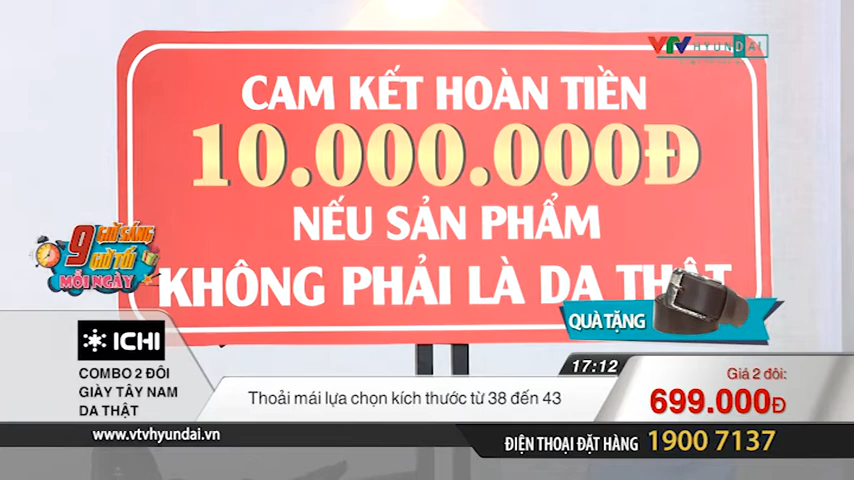 VTV HYUNDAI
CAM KẾT HOÀN TIỀN
10.000.000Đ
NẾU SẢN PHẨM
KHÔNG PHẢI LÀ DA THẬT
9 GIỜ SÁNG
GIỜ TỐI
MỖI NGÀY
QUÀ TẶNG
ICHI
COMBO 2 ĐÔI
GIÀY TÂY NAM
DA THẬT
Thoải mái lựa chọn kích thước từ 38 đến 43
17:12
Giá 2 đôi:
699.000Đ
www.vtvhyundai.vn
ĐIỆN THOẠI ĐẶT HÀNG 1900 7137